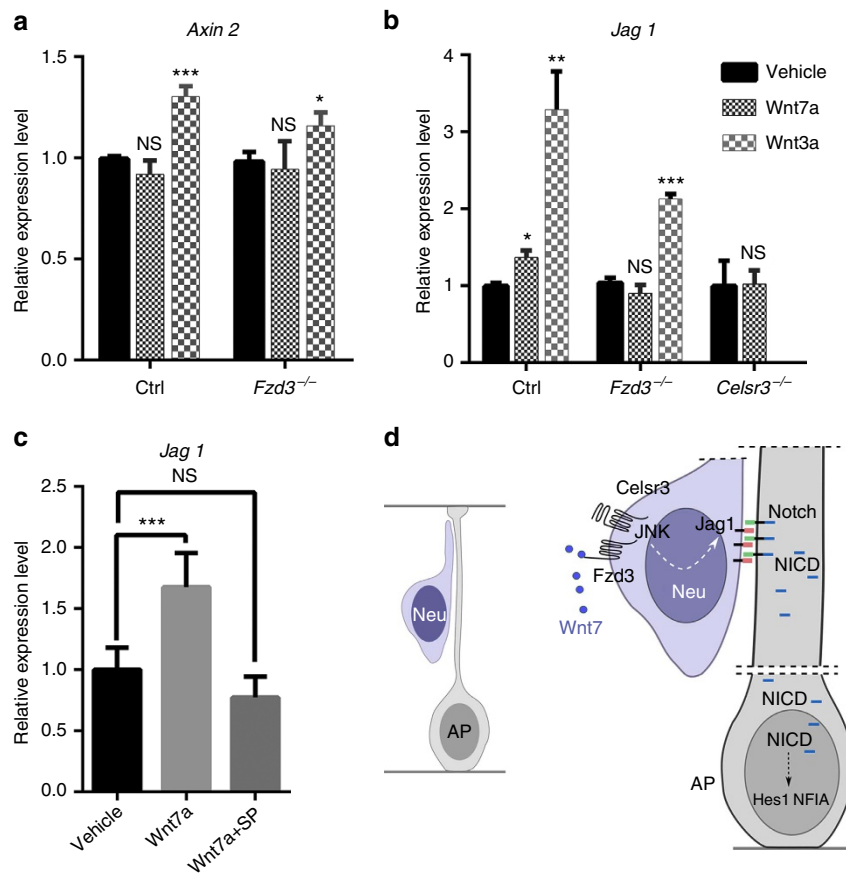 a
Axin 2
Relative expression level
1.5
1.0
0.5
0.0
NS
***
NS
*
Ctrl
Fzd3−/−
b
Jag 1
Relative expression level
4
3
2
1
0
*
**
NS
***
NS
Vehicle
Wnt7a
Wnt3a
Ctrl
Fzd3−/−
Celsr3−/−
c
Jag 1
Relative expression level
2.5
2.0
1.5
1.0
0.5
0.0
NS
***
Vehicle
Wnt7a
Wnt7a+SP
d
Neu
AP
Celsr3
JNK
Jag1
Notch
Fzd3
NICD
Neu
Wnt7
NICD
NICD
AP
Hes1 NFIA